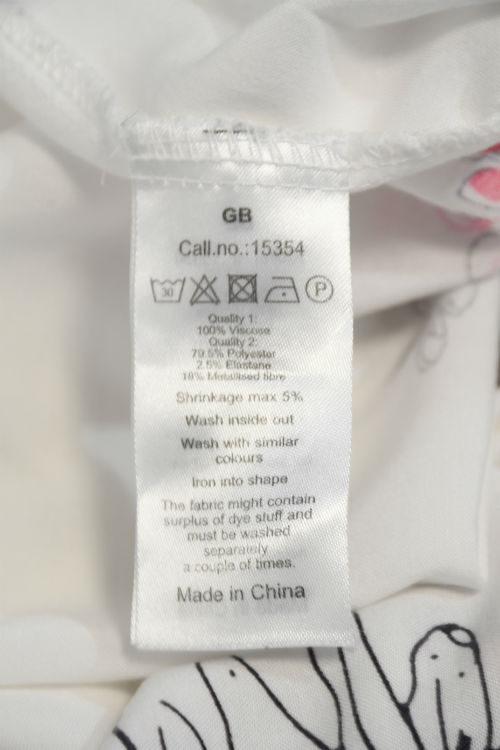 GB
Call.no.:15354
30 P
Quality 1:
100% Viscose
Quality 2:
79.5% Polyester
2.5% Elastane
18% Metallised fibre
Shrinkage max 5%
Wash inside out
Wash with similar
colours
Iron into shape
The fabric might contain
surplus of dye stuff and
must be washed
separately
a couple of times.
Made in China